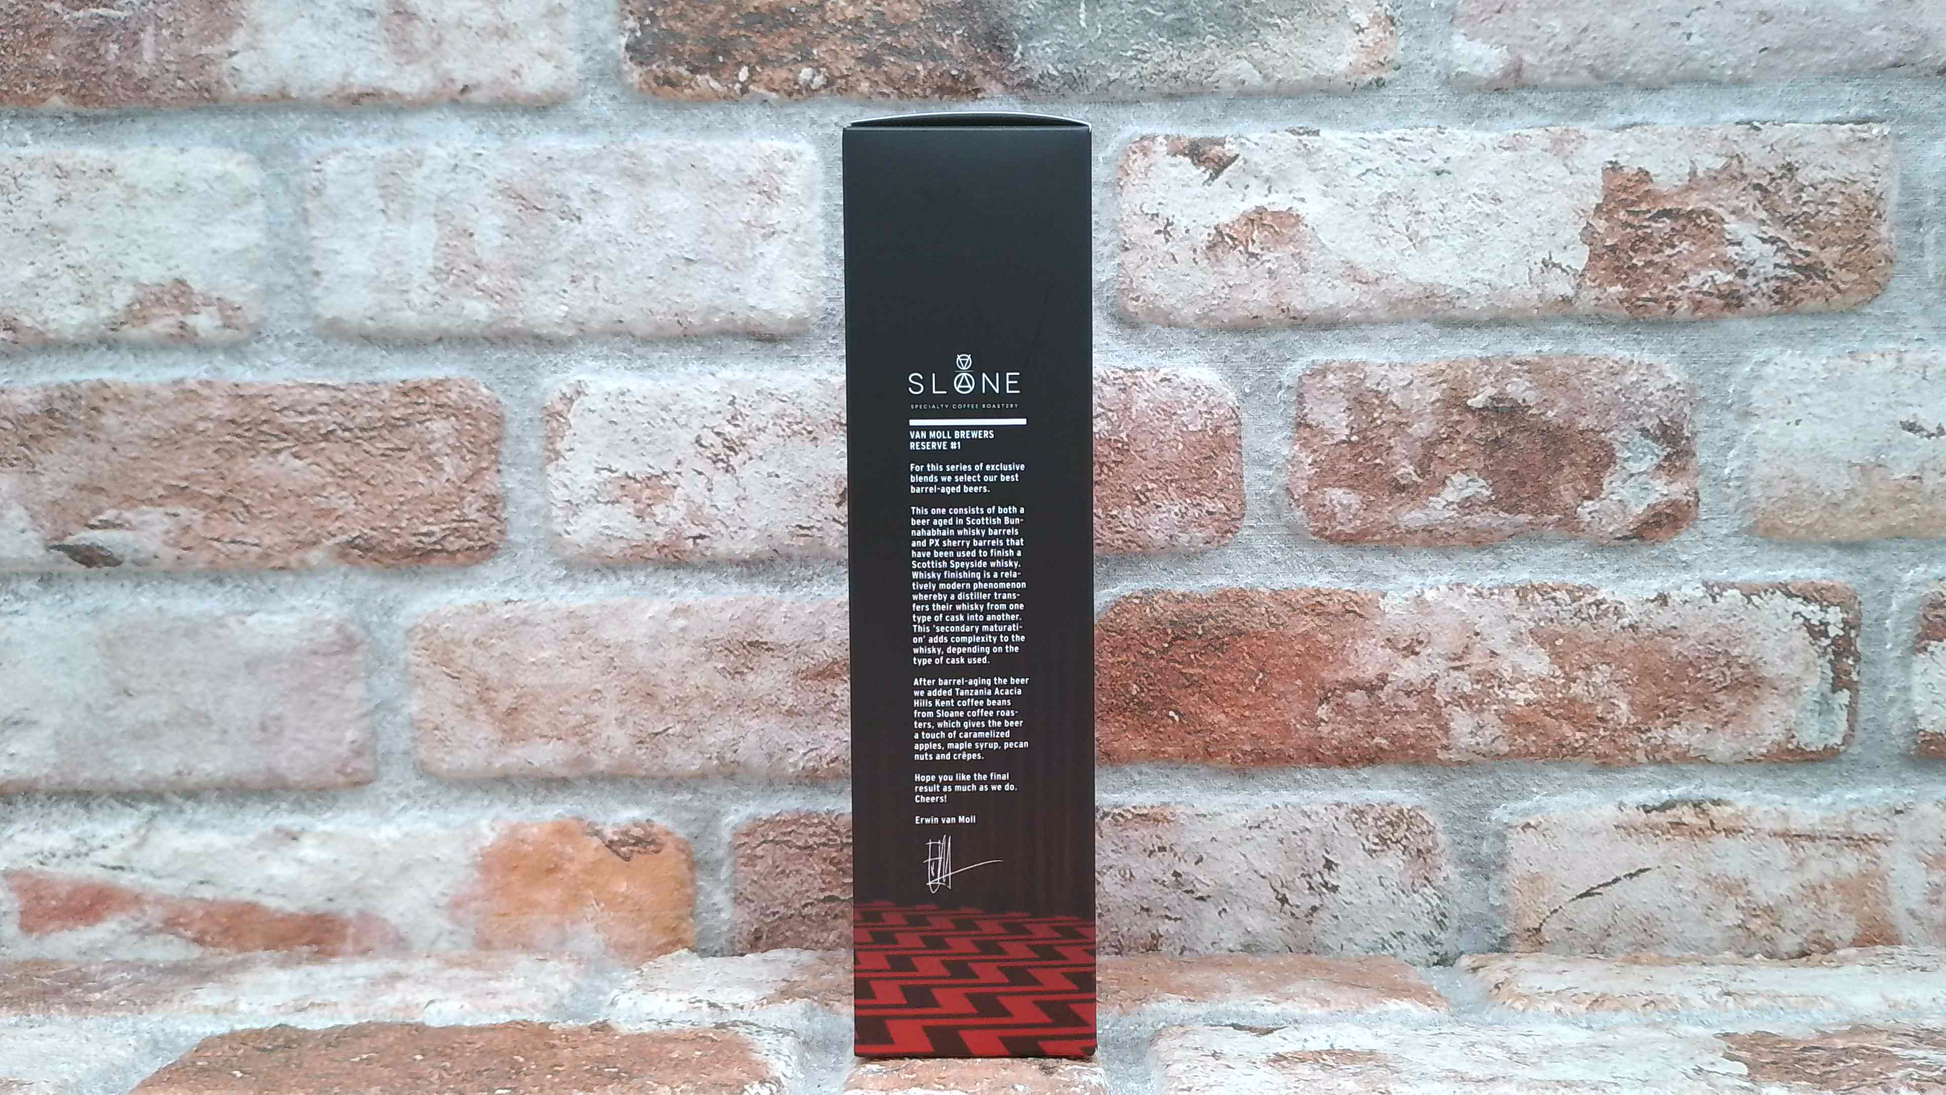 SLOANE
SPECIALTY COFFEE ROASTERY
VAN MOLL BREWERS
RESERVE #1
For this series of exclusive
blends we select our best
barrel-aged beers.
This one consists of both a
beer aged in Scottish Bun-
nahabhain whisky barrels
and PX sherry barrels that
have been used to finish a
Scottish Speyside whisky.
Whisky finishing is a rela-
tively modern phenomenon
whereby a distiller trans-
fers their whisky from one
type of cask into another.
This 'secondary maturati-
on' adds complexity to the
whisky, depending on the
type of cask used.
After barrel-aging the beer
we added Tanzania Acacia
Hills Kent coffee beans
from Sloane coffee roas-
ters, which gives the beer
a touch of caramelized
apples, maple syrup, pecan
nuts and crêpes.
Hope you like the final
result as much as we do.
Cheers!
Erwin van Moll